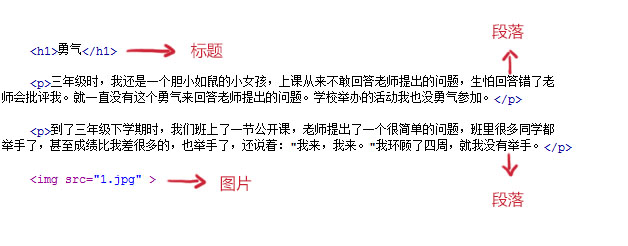 段落
<h1>勇气</h1> 标题
<p>三年级时，我还是一个胆小如鼠的小女孩，上课从来不敢回答老师提出的问题，生怕回答错了老
师会批评我。就一直没有这个勇气来回答老师提出的问题。学校举办的活动我也没勇气参加。</p>
<p>到了三年级下学期时，我们班上了一节公开课，老师提出了一个很简单的问题，班里很多同学都
举手了，甚至成绩比我差很多的，也举手了，还说着："我来，我来。"我环顾了四周，就我没有举手。</p>
<img src="1.jpg" > 图片
段落